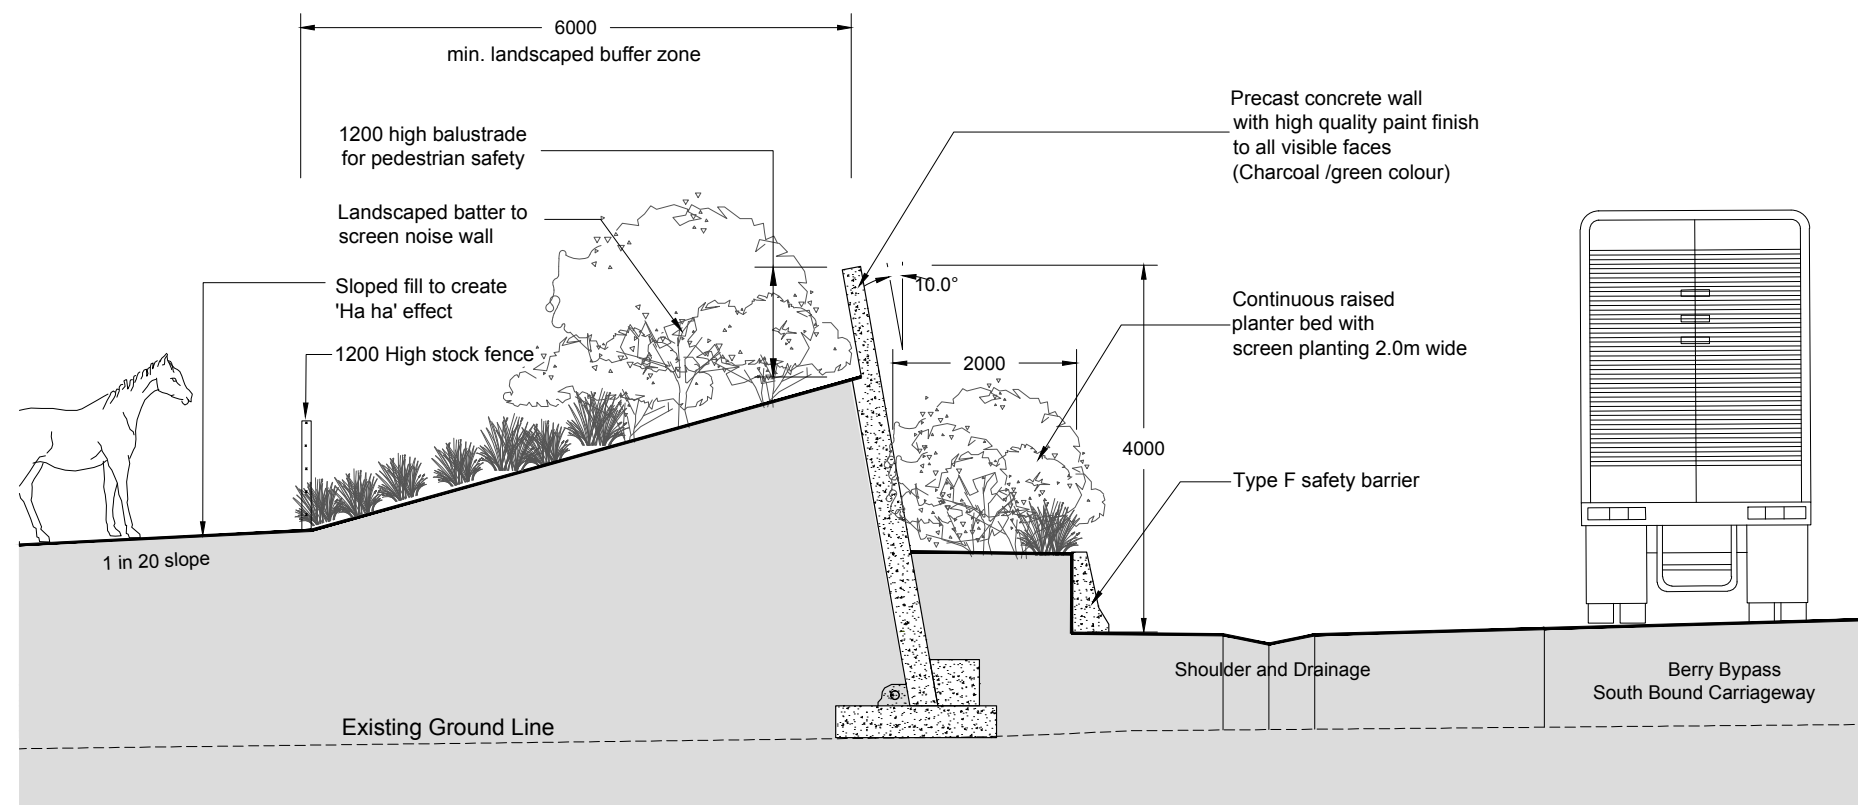 6000
min. landscaped buffer zone
1200 high balustrade
for pedestrian safety
Landscaped batter to
screen noise wall
Sloped fill to create
'Ha ha' effect
1200 High stock fence
Precast concrete wall
with high quality paint finish
to all visible faces
(Charcoal /green colour)
10.0°
Continuous raised
planter bed with
screen planting 2.0m wide
2000
4000
Type F safety barrier
1 in 20 slope
Shoulder and Drainage
Berry Bypass
South Bound Carriageway
Existing Ground Line